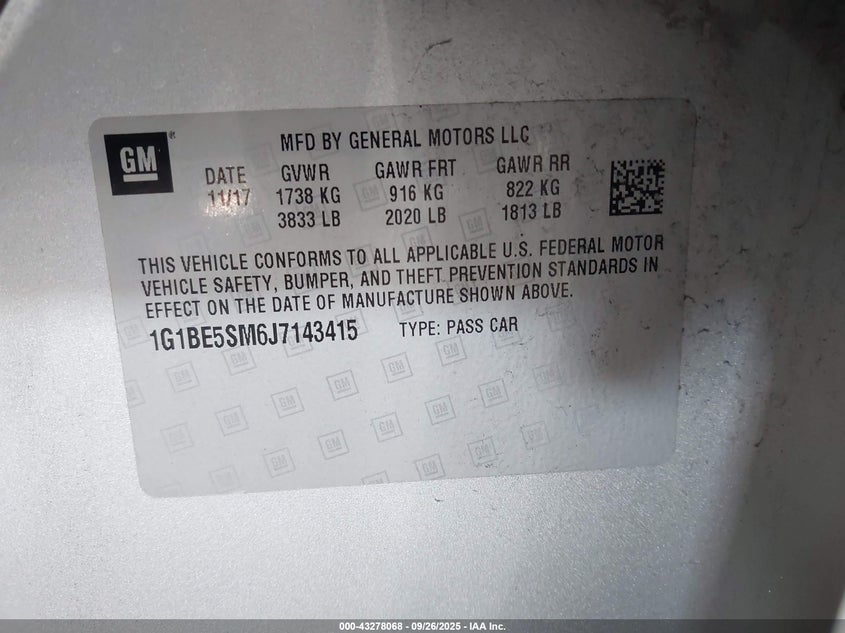 GM
MFD BY GENERAL MOTORS LLC
DATE GVWR GAWR FRT GAWR RR
11/17 1738 KG 916 KG 822 KG
3833 LB 2020 LB 1813 LB
THIS VEHICLE CONFORMS TO ALL APPLICABLE U.S. FEDERAL MOTOR
VEHICLE SAFETY, BUMPER, AND THEFT PREVENTION STANDARDS IN
EFFECT ON THE DATE OF MANUFACTURE SHOWN ABOVE.
1G1BE5SM6J7143415 TYPE: PASS CAR
000-43278068 - 09/26/2025 - IAA Inc.